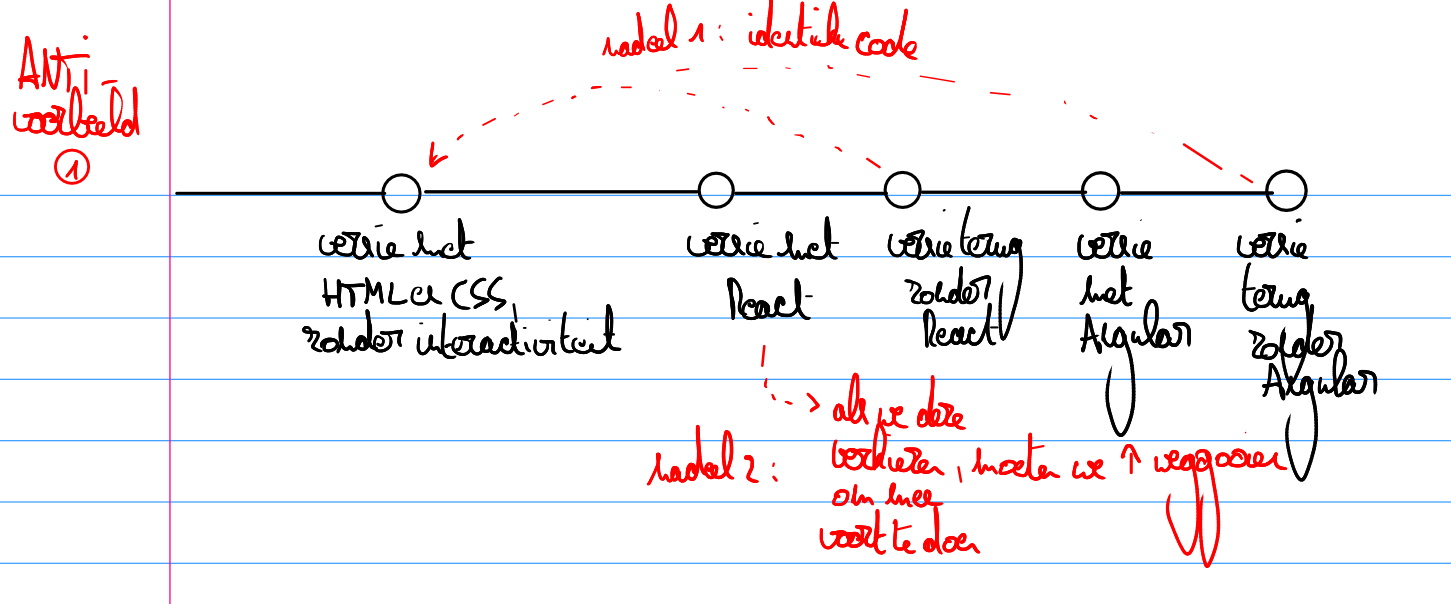 nadeel 1: identieke code
ANTI-
voorbeeld
1
versie met
HTML en CSS,
zonder interactiviteit
versie met
React
versie terug
zonder
React
versie
met
Angular
versie
terug
zonder
Angular
nadeel 2:
als we deze
verkiezen, moeten we ↑ weggooien
om mee
voort te doen